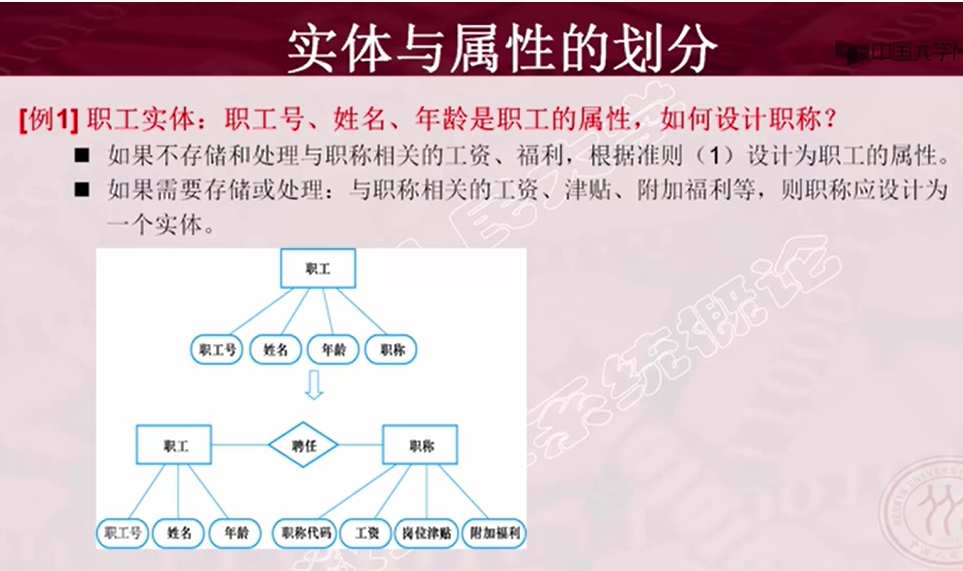 实体与属性的划分
中国大学M
[例1] 职工实体：职工号、姓名、年龄是职工的属性，如何设计职称？
■ 如果不存储和处理与职称相关的工资、福利，根据准则（1）设计为职工的属性。
■ 如果需要存储或处理：与职称相关的工资、津贴、附加福利等，则职称应设计为
一个实体。
职工
职工号 姓名 年龄 职称
职工 聘任 职称
职工号 姓名 年龄 职称代码 工资 岗位津贴 附加福利
民大学
系统概论